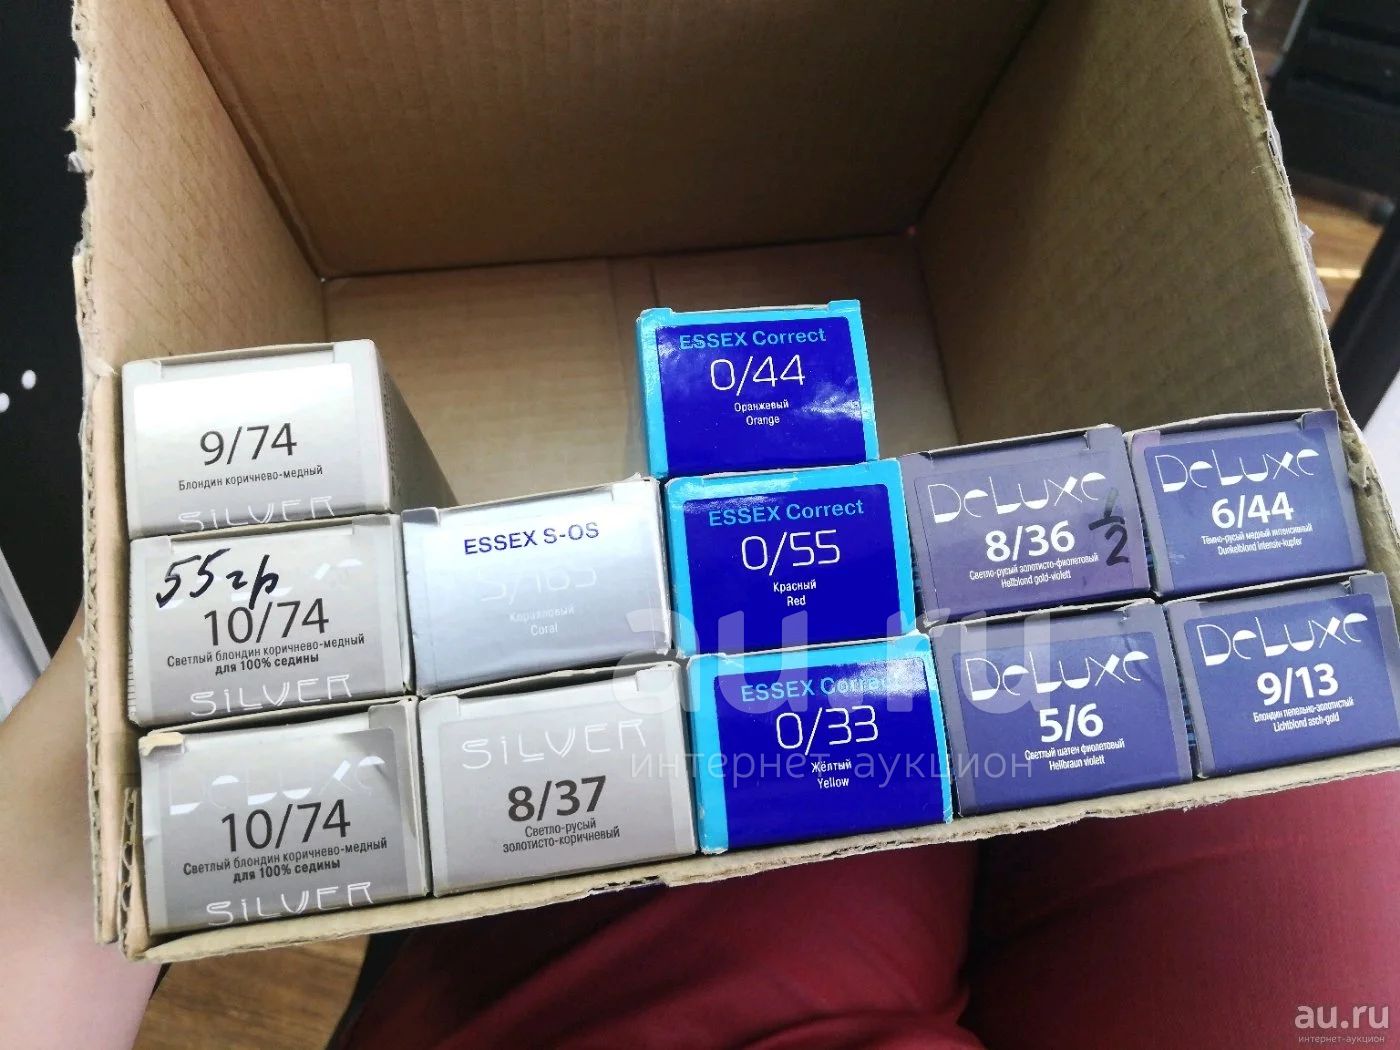 9/74
Блондин коричнево-медный
SiLVER
55гр
10/74
Светлый блондин коричнево-медный
для 100% седины
SiLVER
DeLuxe
10/74
Светлый блондин коричнево-медный
для 100% седины
SiLVER
ESSEX S-OS
Коралловый
Coral
SiLVER
8/37
Светло-русый
золотисто-коричневый
ESSEX Correct
0/44
Оранжевый
Orange
ESSEX Correct
0/55
Красный
Red
ESSEX Correct
0/33
Жёлтый
Yellow
DeLuxe
8/36
1/2
Светло-русый золотисто-фиолетовый
Hellblond gold-violett
DeLuxe
6/44
Тёмно-русый медный интенсивный
Dunkelblond intensiv-kupfer
DeLuxe
5/6
Светлый шатен фиолетовый
Hellbraun violett
DeLuxe
9/13
Блондин пепельно-золотистый
Lichtblond asch-gold
au.ru
интернет-аукцион
au.ru
интернет-аукцион